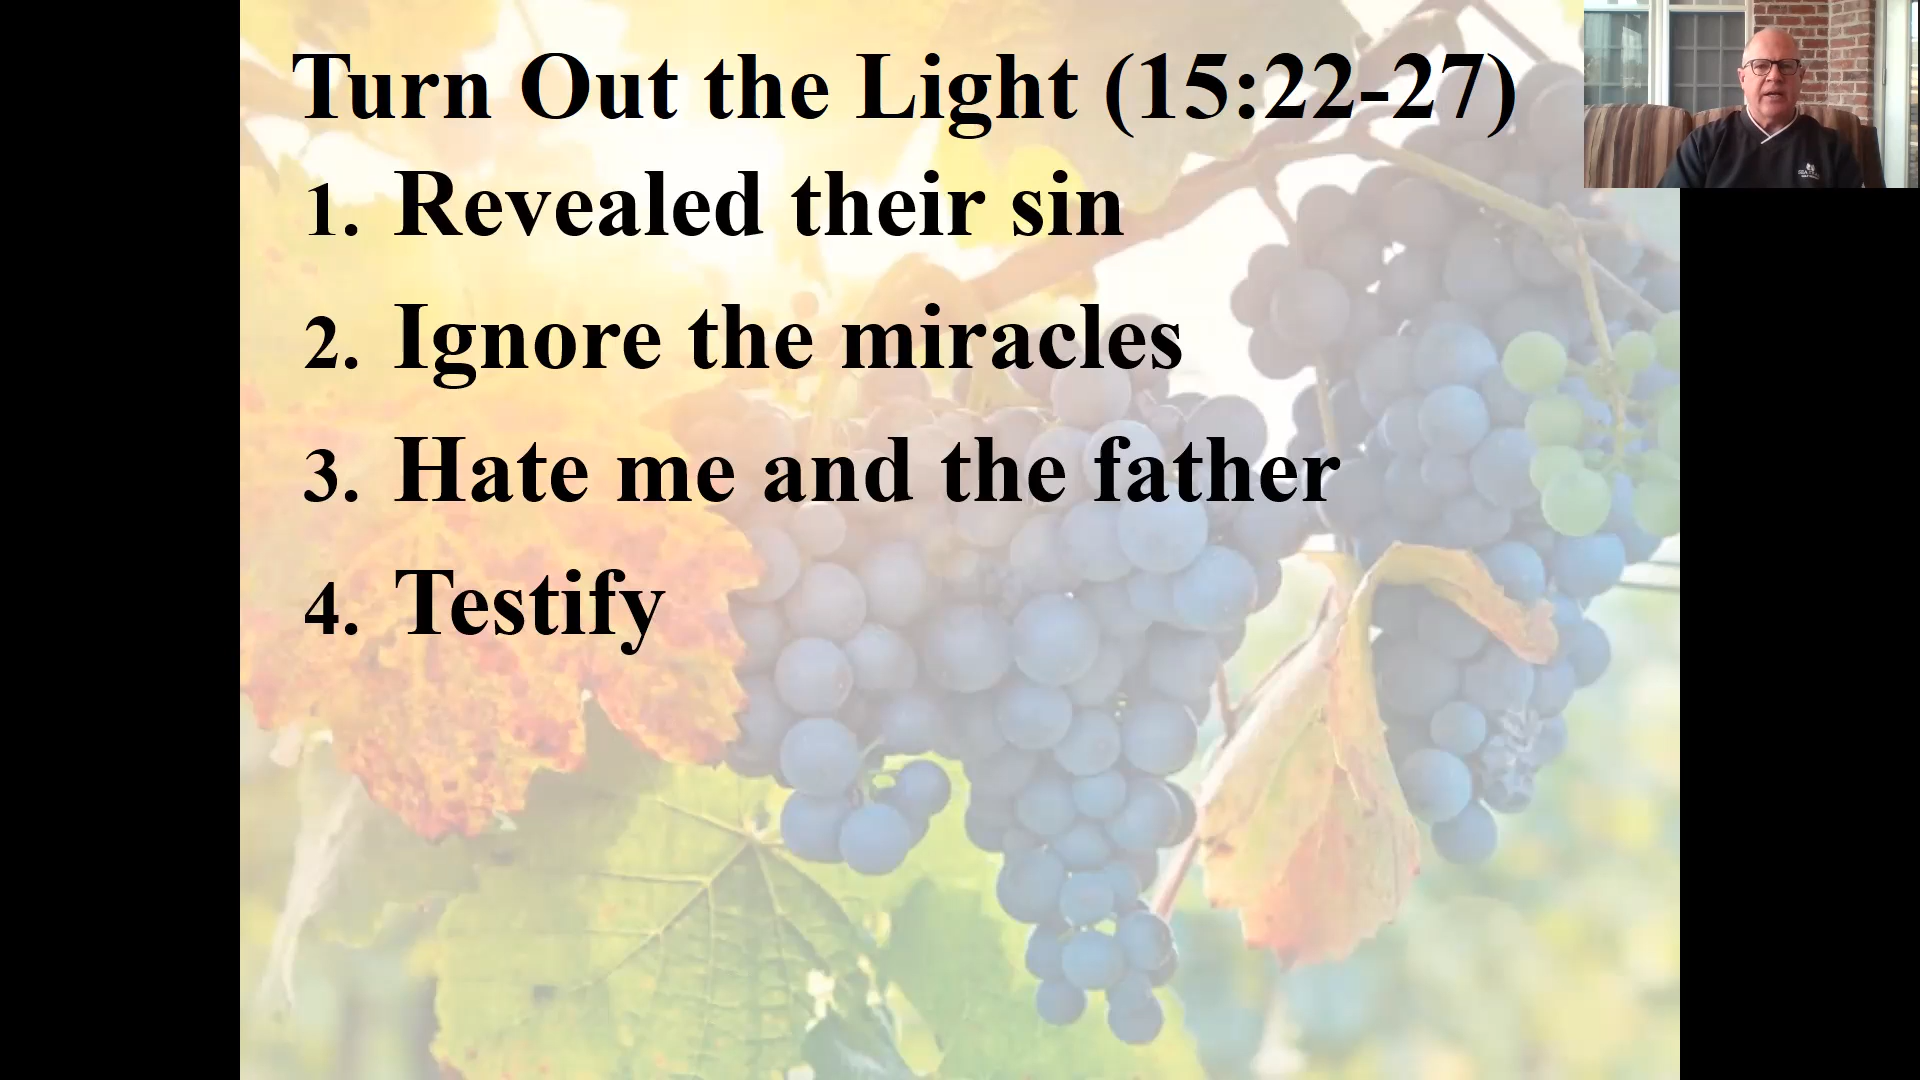 Turn Out the Light (15:22-27)
1. Revealed their sin
2. Ignore the miracles
3. Hate me and the father
4. Testify